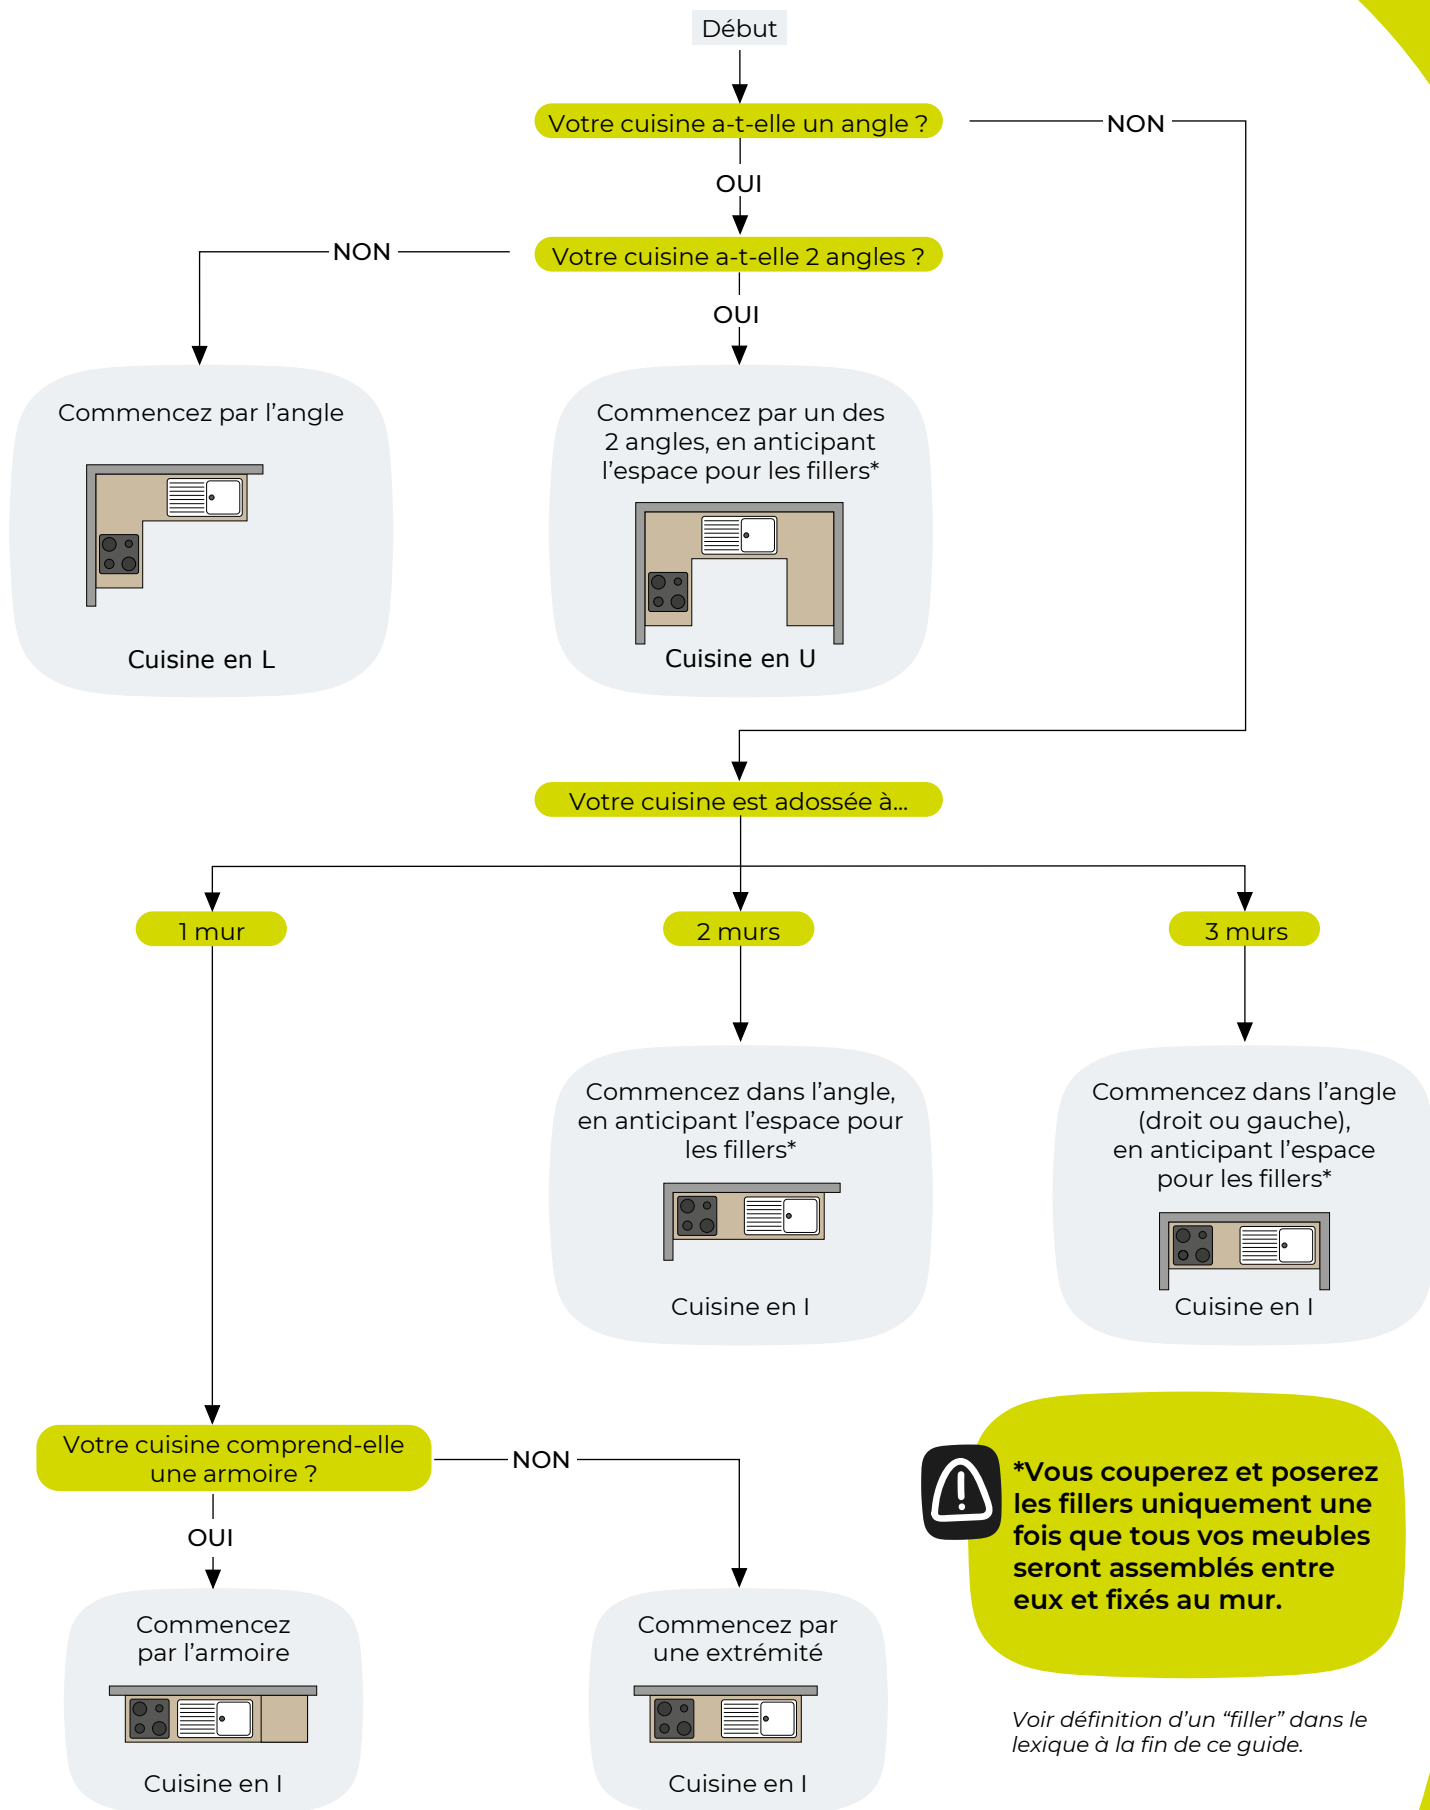 Début
Votre cuisine a-t-elle un angle ?
NON
OUI
NON
Votre cuisine a-t-elle 2 angles ?
OUI
Commencez par l’angle
Cuisine en L
Commencez par un des
2 angles, en anticipant
l’espace pour les fillers*
Cuisine en U
Votre cuisine est adossée à...
1 mur
2 murs
3 murs
Commencez dans l’angle,
en anticipant l’espace pour
les fillers*
Cuisine en I
Commencez dans l’angle
(droit ou gauche),
en anticipant l’espace
pour les fillers*
Cuisine en I
Votre cuisine comprend-elle
une armoire ?
NON
OUI
Commencez
par l’armoire
Cuisine en I
Commencez par
une extrémité
Cuisine en I
*Vous couperez et poserez
les fillers uniquement une
fois que tous vos meubles
seront assemblés entre
eux et fixés au mur.
Voir définition d’un “filler” dans le
lexique à la fin de ce guide.